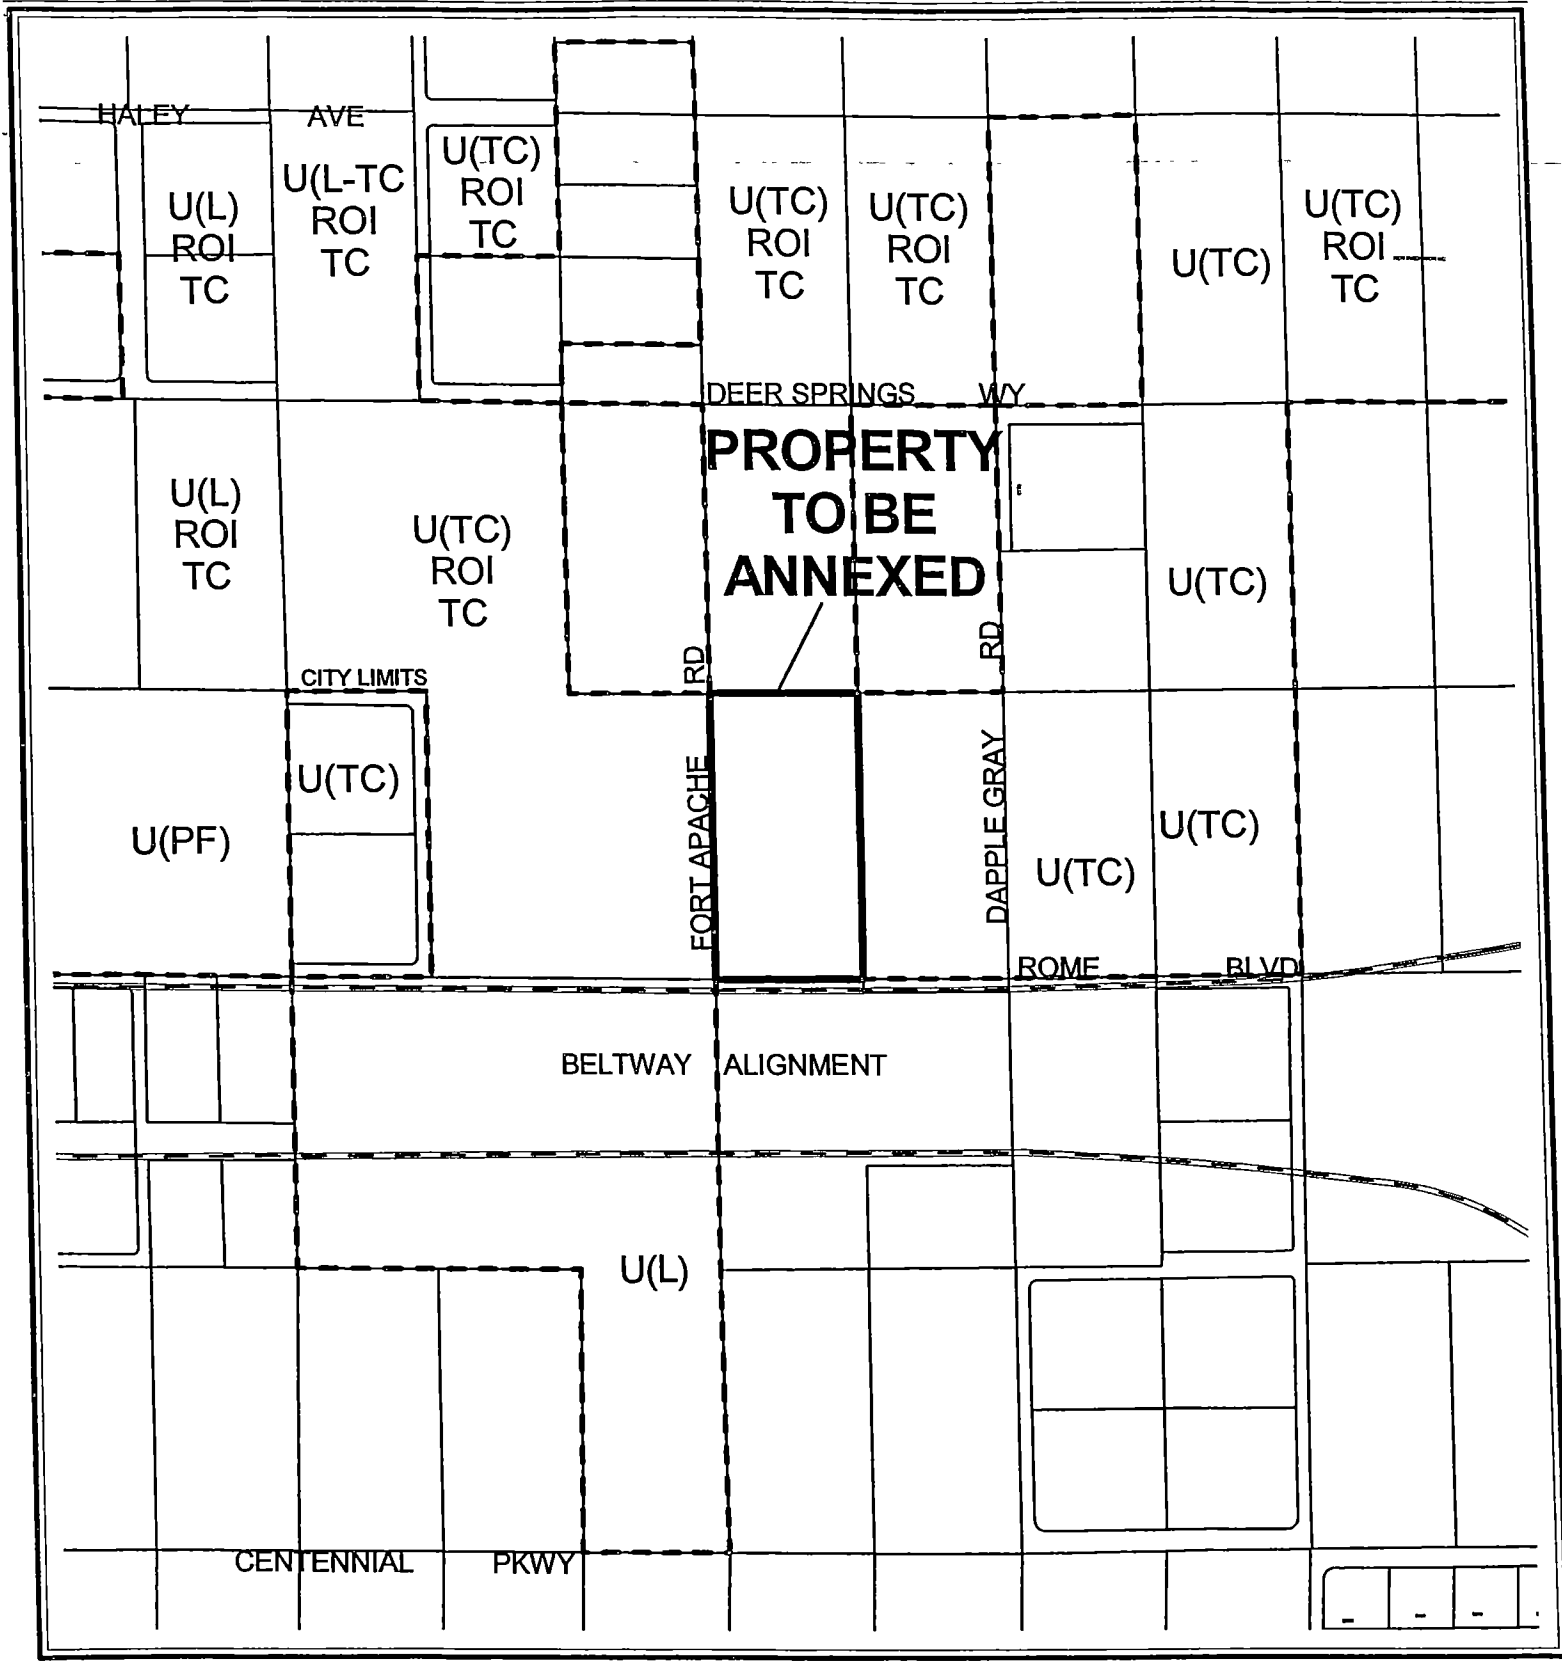 HALEY AVE
U(L)
ROI
TC
U(L-TC
ROI
TC
U(TC)
ROI
TC
U(TC)
ROI
TC
U(TC)
ROI
TC
U(TC)
U(TC)
ROI
TC
DEER SPRINGS WY
PROPERTY
TO BE
ANNEXED
U(L)
ROI
TC
U(TC)
ROI
TC
U(TC)
CITY LIMITS
FORT APACHE RD
DAPPLE GRAY RD
U(TC)
U(PF)
U(TC)
U(TC)
ROME BLVD
BELTWAY ALIGNMENT
U(L)
CENTENNIAL PKWY